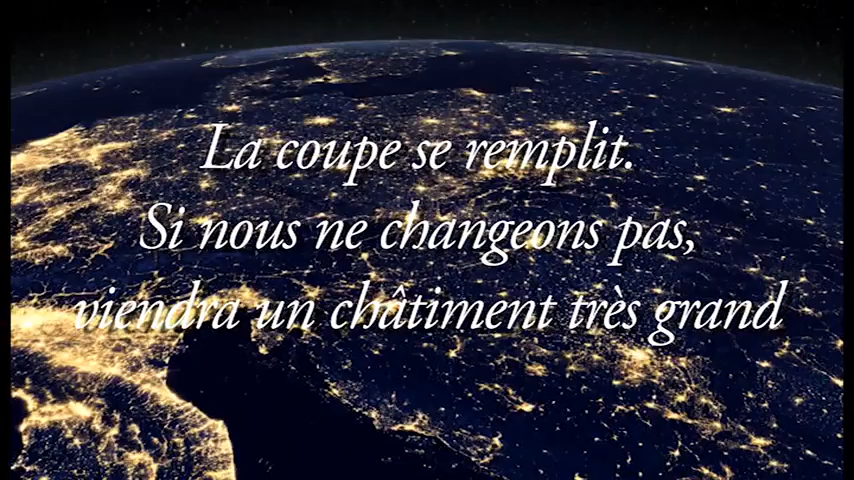 La coupe se remplit.
Si nous ne changeons pas,
viendra un châtiment très grand